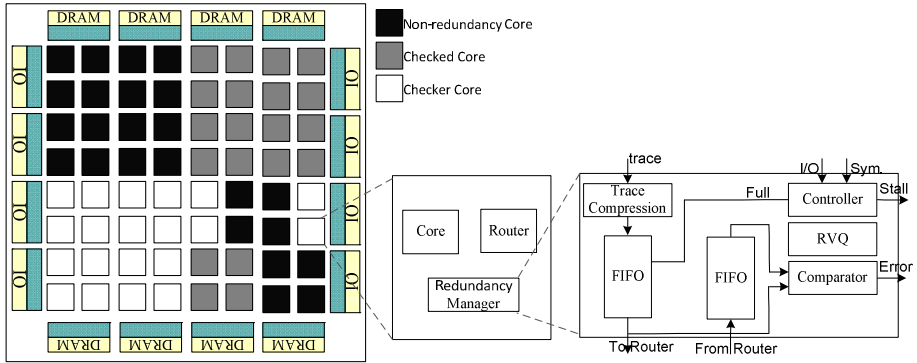 DRAM DRAM DRAM DRAM
Non-redundancy Core
Checked Core
Checker Core
IO IO
IO IO
IO IO
IO IO
DRAM DRAM DRAM DRAM
Core
Router
Redundancy
Manager
trace
I/O
Sym.
Trace
Compression
Full
Controller
Stall
RVQ
FIFO
FIFO
Comparator
Error
To Router
From Router